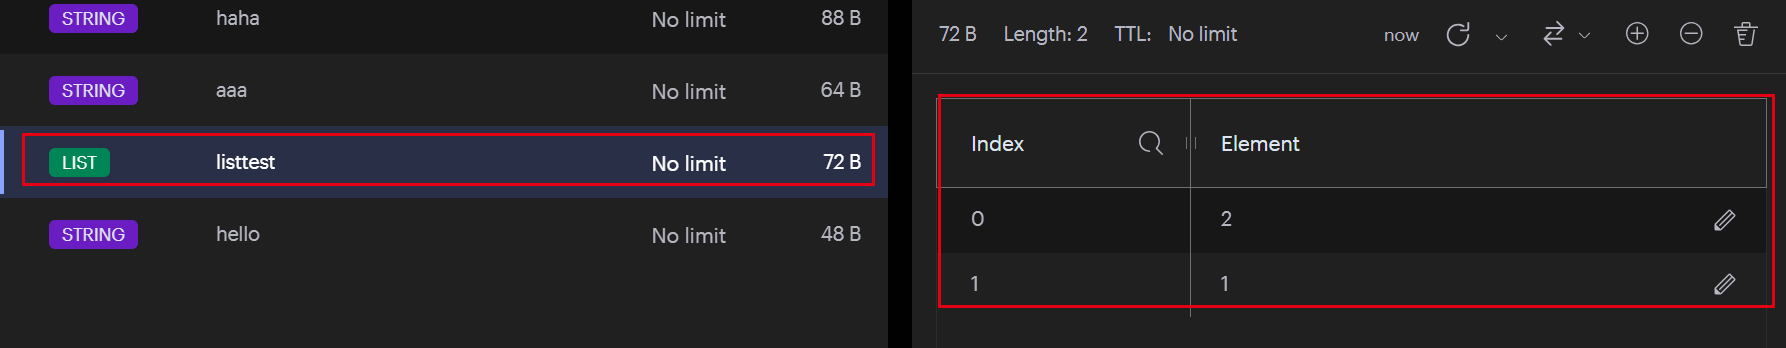 STRING haha No limit 88 B
STRING aaa No limit 64 B
LIST listtest No limit 72 B
STRING hello No limit 48 B
72 B Length: 2 TTL: No limit now
Index Element
0 2
1 1